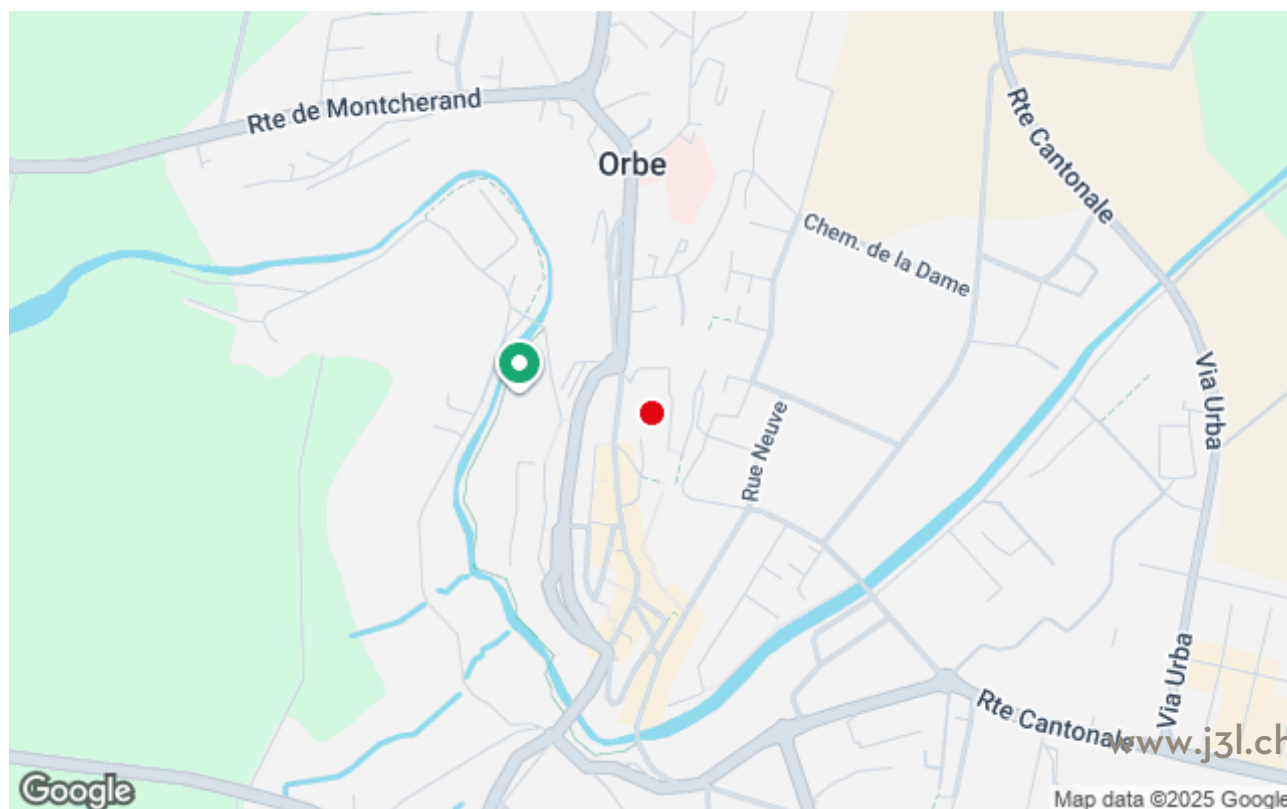 Rte de Montcherand
Orbe
Rte Cantonale
Chem. de la Dame
Via Urba
Rue Neuve
Via Urba
Rte Cantonale
www.j3l.ch
Google
Map data ©2025 Google